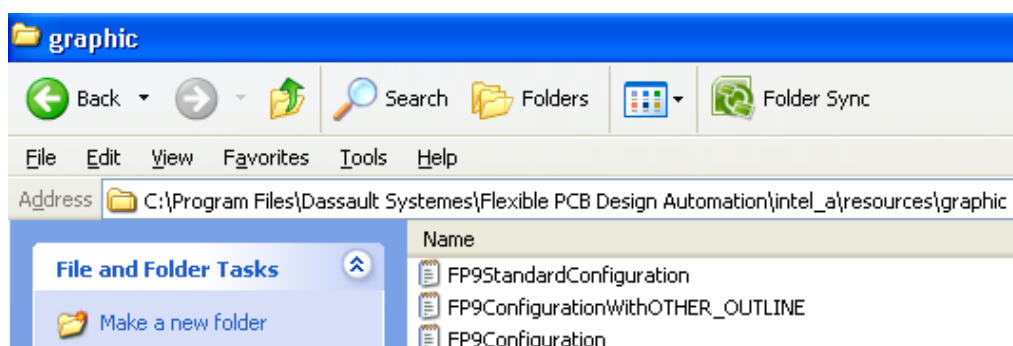 graphic
Back Search Folders Folder Sync
File Edit View Favorites Tools Help
Address C:\Program Files\Dassault Systemes\Flexible PCB Design Automation\intel_a\resources\graphic
Name
File and Folder Tasks
FP9StandardConfiguration
FP9ConfigurationWithOTHER_OUTLINE
Make a new folder
FP9Configuration